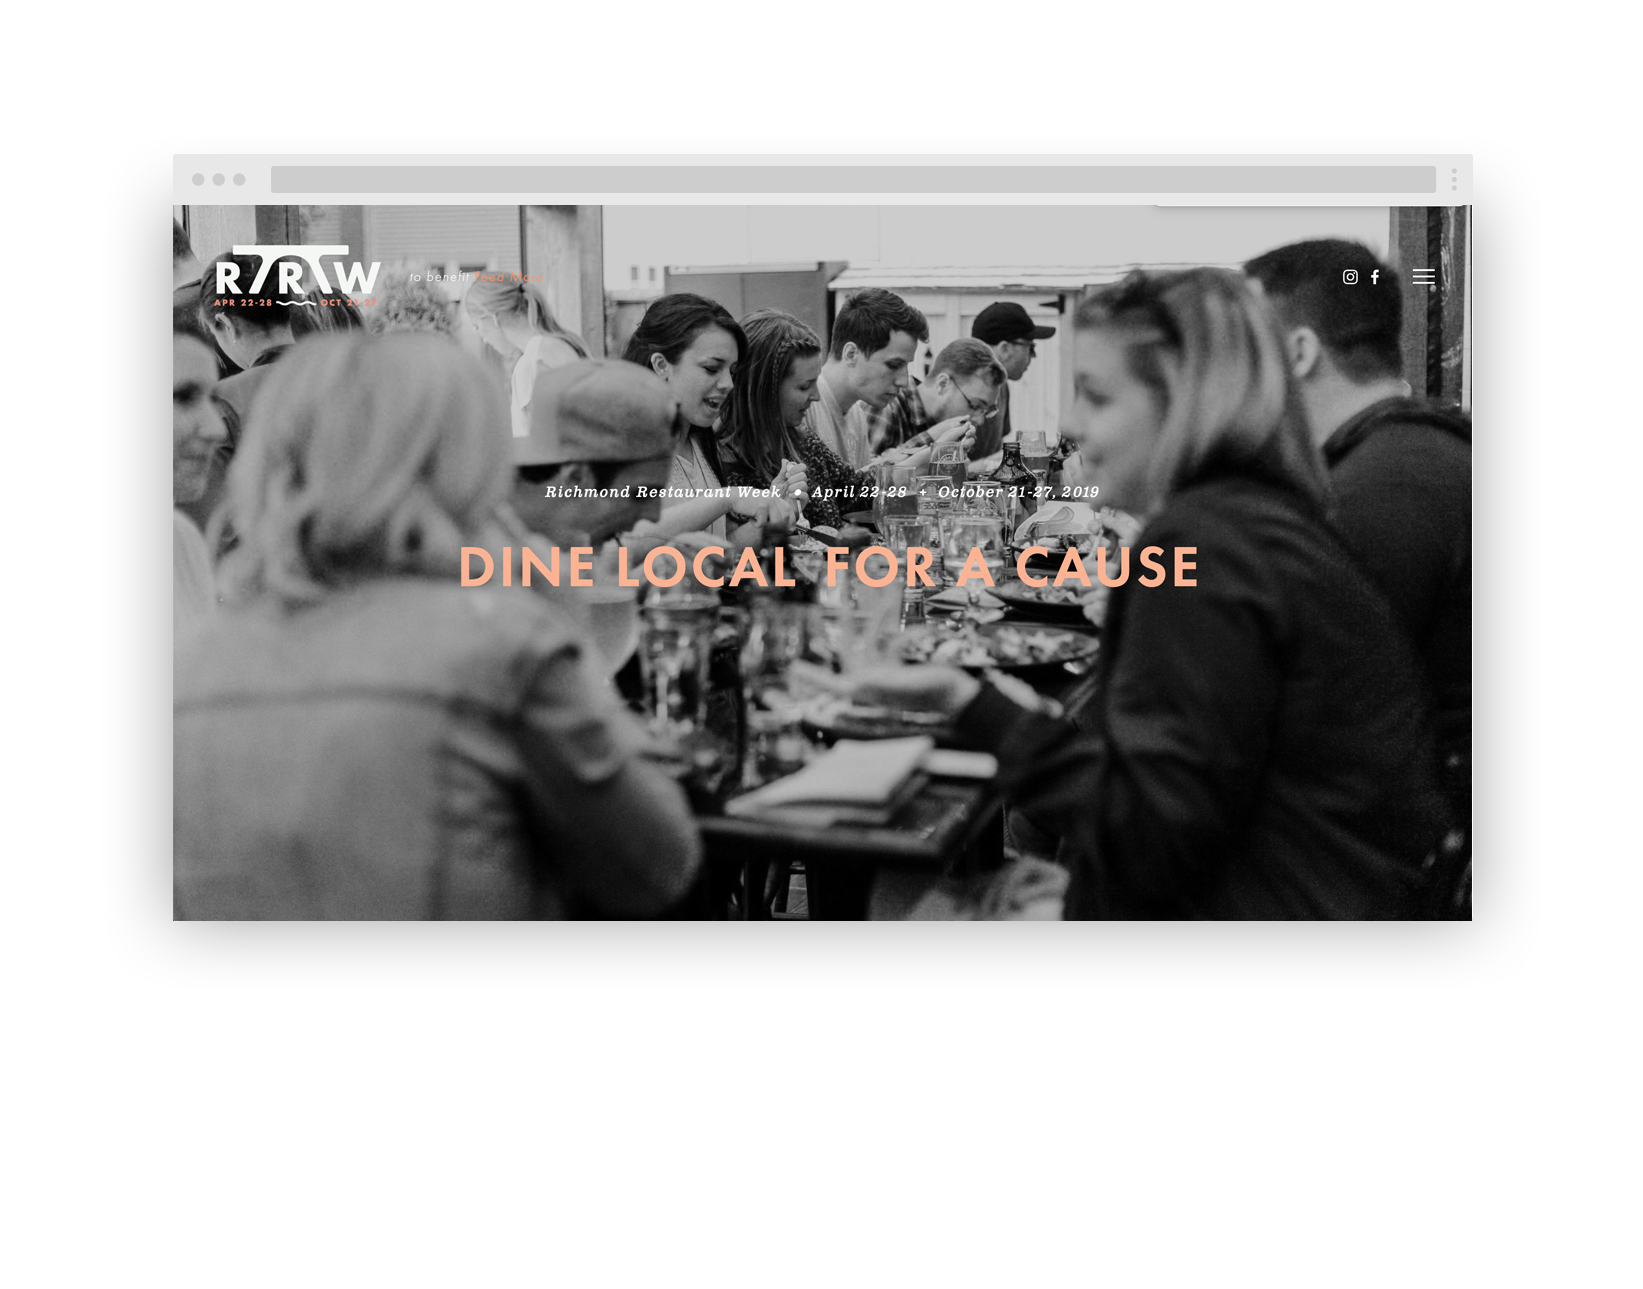 RRW
to benefit Feed More
APR 22-28 OCT 21-27
Richmond Restaurant Week • April 22-28 + October 21-27, 2019
DINE LOCAL FOR A CAUSE